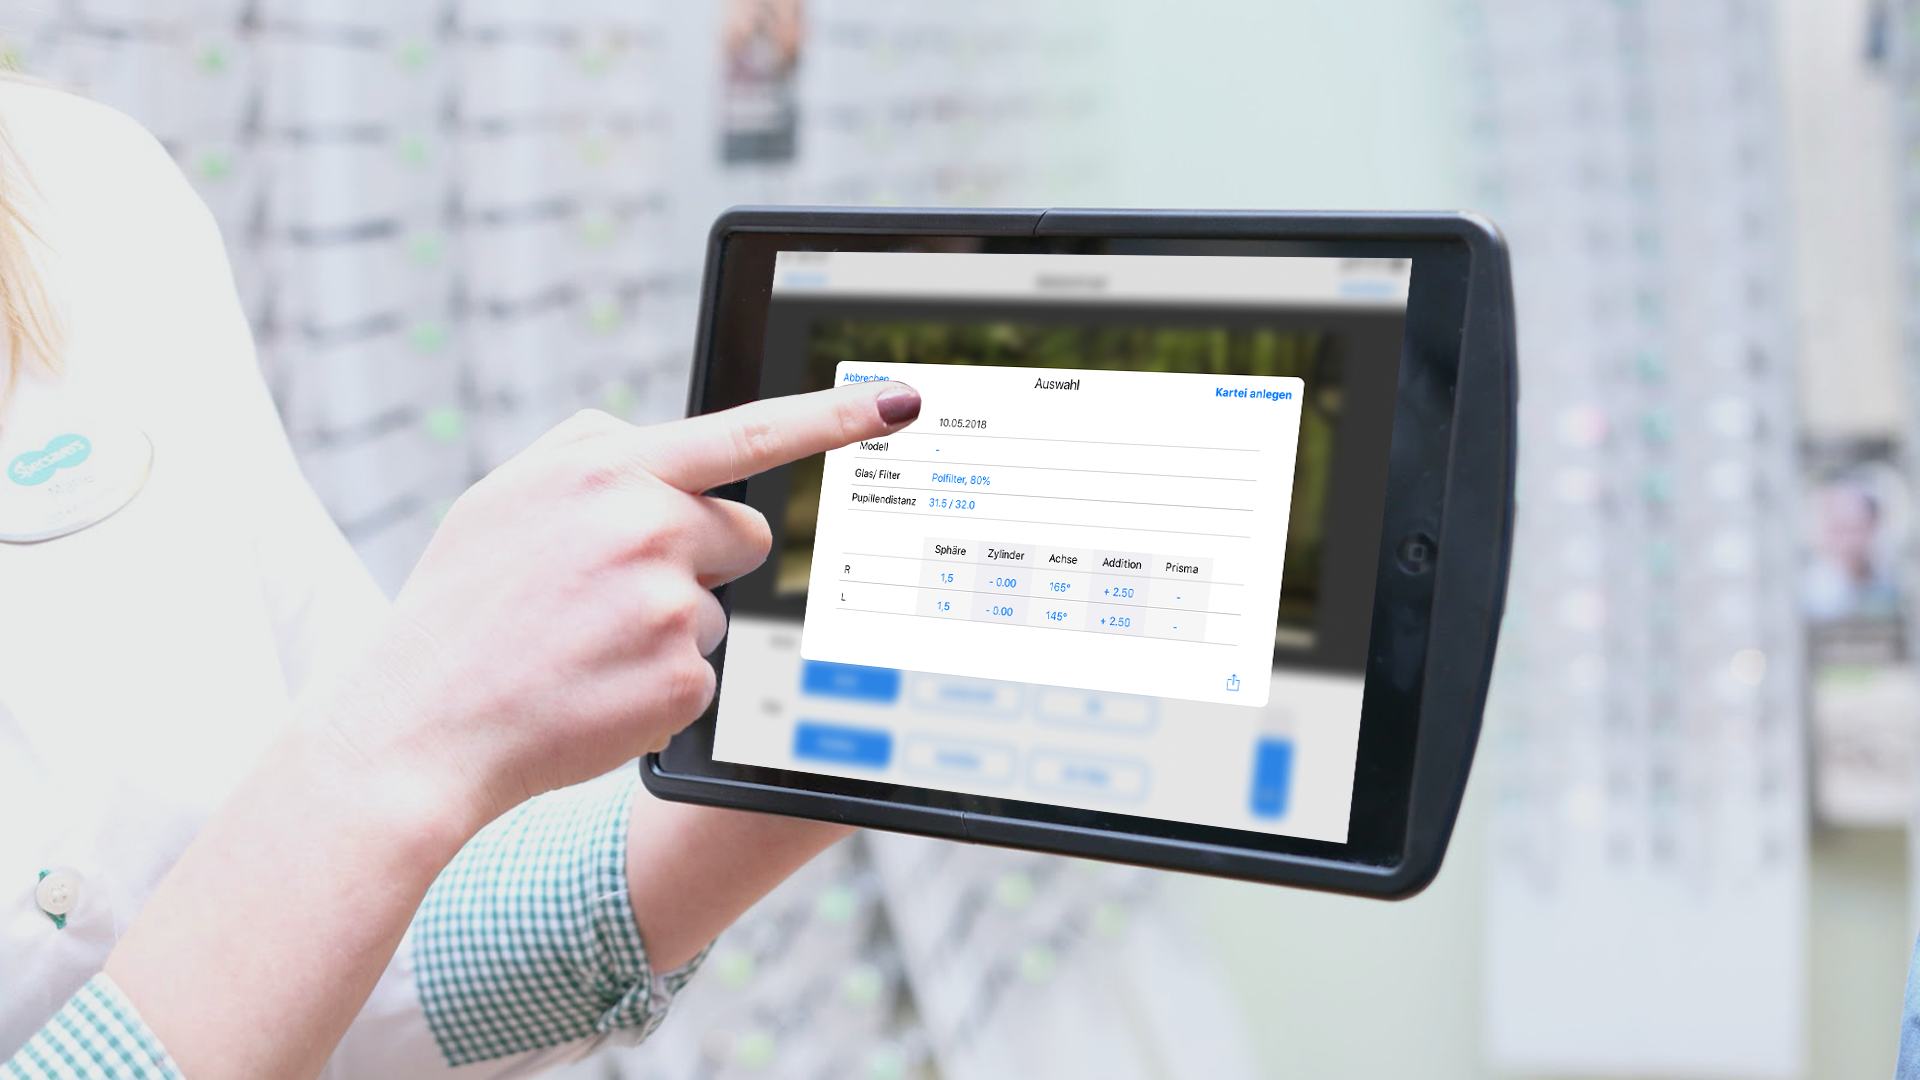 Specsavers
Abbrechen
Auswahl
Kartei anlegen
10.05.2018
Modell
-
Glas/ Filter
Polfilter, 80%
Pupillendistanz
31.5 / 32.0
Sphäre Zylinder Achse Addition Prisma
R 1,5 - 0.00 165° + 2.50 -
L 1,5 - 0.00 145° + 2.50 -